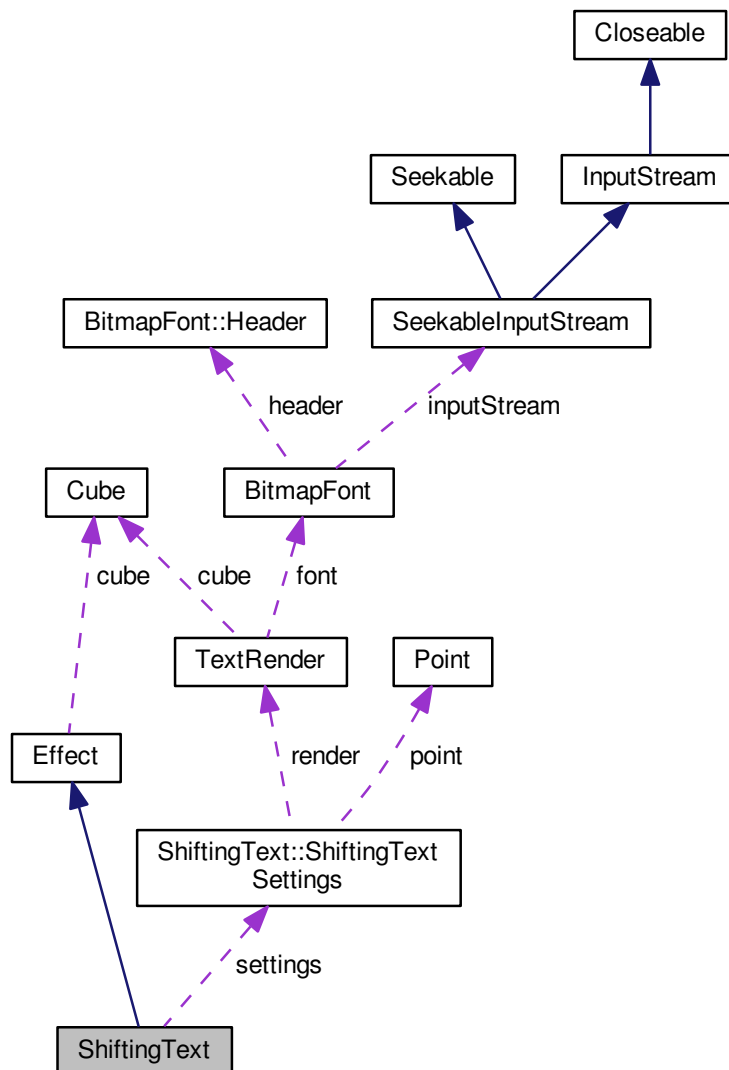 Closeable
Seekable
InputStream
BitmapFont::Header
SeekableInputStream
header
inputStream
Cube
BitmapFont
cube
cube
font
TextRender
Point
Effect
render
point
ShiftingText::ShiftingText
Settings
settings
ShiftingText